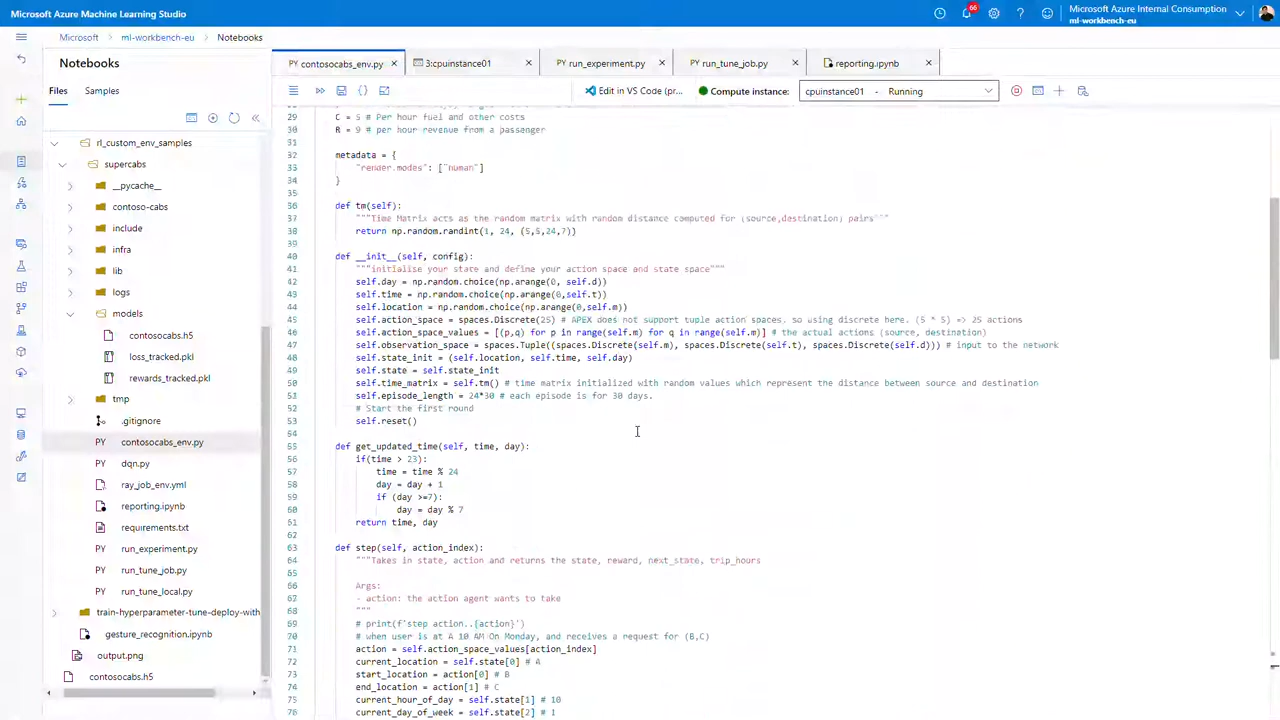 Microsoft Azure Machine Learning Studio
66
Microsoft Azure Internal Consumption
ml-workbench-eu
Microsoft > ml-workbench-eu > Notebooks
Notebooks
Files
Samples
rl_custom_env_samples
supercabs
__pycache__
contoso-cabs
include
infra
lib
logs
models
contosocabs.h5
loss_tracked.pkl
rewards_tracked.pkl
tmp
.gitignore
contosocabs_env.py
dqn.py
ray_job_env.yml
reporting.ipynb
requirements.txt
run_experiment.py
run_tune_job.py
run_tune_local.py
train-hyperparameter-tune-deploy-with
gesture_recognition.ipynb
output.png
contosocabs.h5
PY contosocabs_env.py
3:cpuinstance01
PY run_experiment.py
PY run_tune_job.py
reporting.ipynb
Edit in VS Code (pr...
Compute instance:
cpuinstance01 - Running
29 C = 5 # Per hour fuel and other costs
30 R = 9 # per hour revenue from a passenger
31
32 metadata = {
33 "render.modes": ["human"]
34 }
35
36 def tm(self):
37 """Time Matrix acts as the random matrix with random distance computed for (source,destination) pairs"""
38 return np.random.randint(1, 24, (5,5,24,7))
39
40 def __init__(self, config):
41 """initialise your state and define your action space and state space"""
42 self.day = np.random.choice(np.arange(0, self.d))
43 self.time = np.random.choice(np.arange(0,self.t))
44 self.location = np.random.choice(np.arange(0,self.m))
45 self.action_space = spaces.Discrete(25) # APEX does not support tuple action spaces. so using discrete here. (5 * 5) => 25 actions
46 self.action_space_values = [(p,q) for p in range(self.m) for q in range(self.m)] # the actual actions (source, destination)
47 self.observation_space = spaces.Tuple((spaces.Discrete(self.m), spaces.Discrete(self.t), spaces.Discrete(self.d))) # input to the network
48 self.state_init = (self.location, self.time, self.day)
49 self.state = self.state_init
50 self.time_matrix = self.tm() # time matrix initialized with random values which represent the distance between source and destination
51 self.episode_length = 24*30 # each episode is for 30 days.
52 # Start the first round
53 self.reset()
54
55 def get_updated_time(self, time, day):
56 if(time > 23):
57 time = time % 24
58 day = day + 1
59 if (day >=7):
60 day = day % 7
61 return time, day
62
63 def step(self, action_index):
64 """Takes in state, action and returns the state, reward, next_state, trip_hours
65
66 Args:
67 - action: the action agent wants to take
68 """
69 # print(f'step action..{action}')
70 # when user is at A 10 AM On Monday, and receives a request for (B,C)
71 action = self.action_space_values[action_index]
72 current_location = self.state[0] # A
73 start_location = action[0] # B
74 end_location = action[1] # C
75 current_hour_of_day = self.state[1] # 10
76 current_day_of_week = self.state[2] # 1